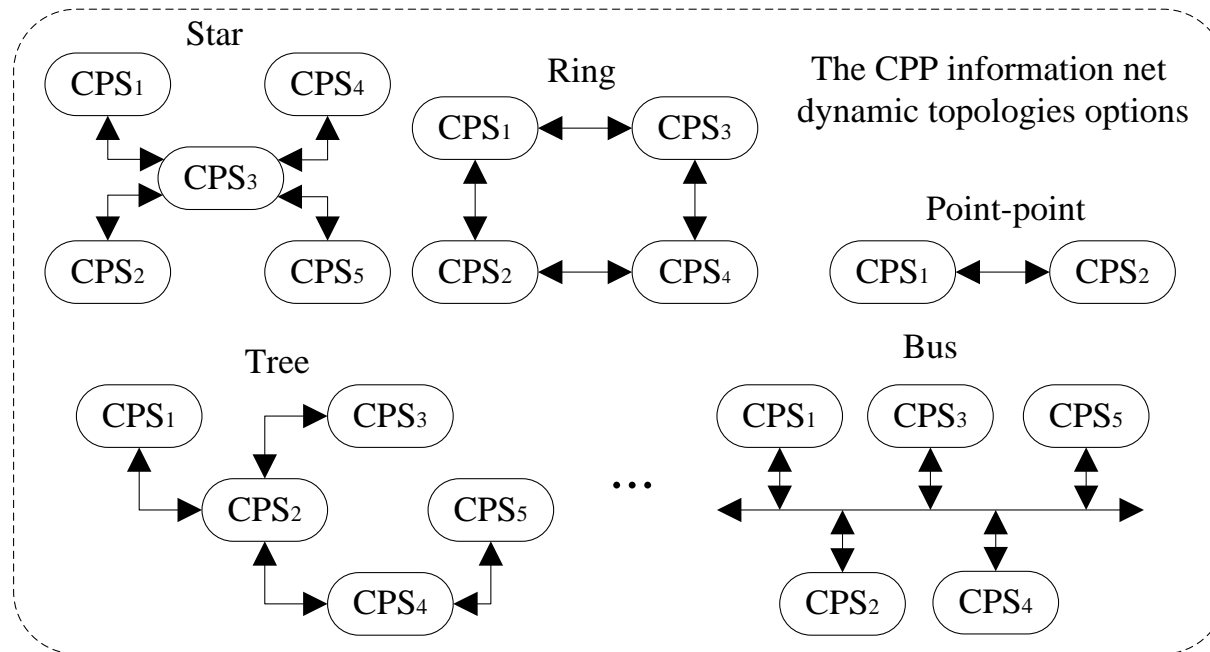 Star
CPS1 CPS4
CPS3
CPS2 CPS5
Ring
CPS1 CPS3
CPS2 CPS4
The CPP information net
dynamic topologies options
Point-point
CPS1 CPS2
Tree
CPS1 CPS3
CPS2 CPS5
CPS4
...
Bus
CPS1 CPS3 CPS5
CPS2 CPS4